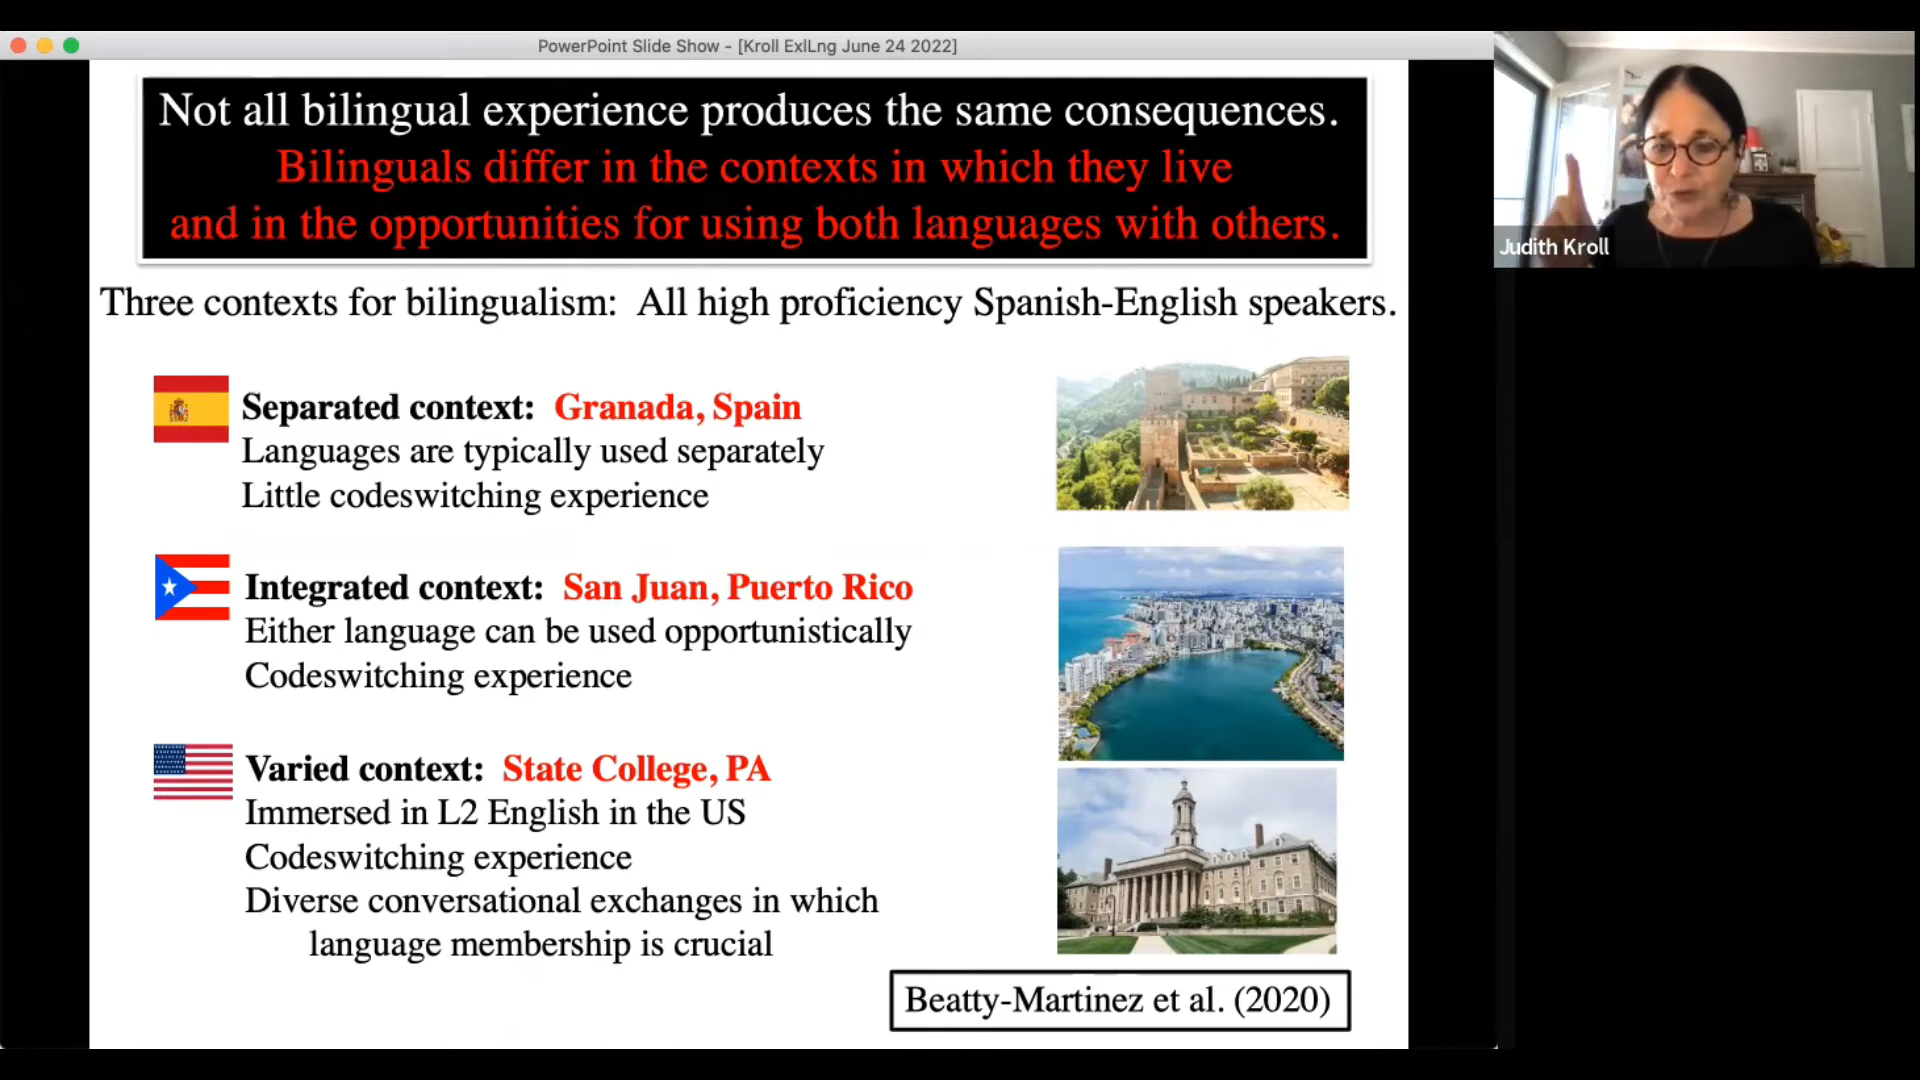 PowerPoint Slide Show - [Kroll ExlLng June 24 2022]
Not all bilingual experience produces the same consequences.
Bilinguals differ in the contexts in which they live
and in the opportunities for using both languages with others.
Judith Kroll
Three contexts for bilingualism: All high proficiency Spanish-English speakers.
Separated context: Granada, Spain
Languages are typically used separately
Little codeswitching experience
Integrated context: San Juan, Puerto Rico
Either language can be used opportunistically
Codeswitching experience
Varied context: State College, PA
Immersed in L2 English in the US
Codeswitching experience
Diverse conversational exchanges in which
language membership is crucial
Beatty-Martinez et al. (2020)